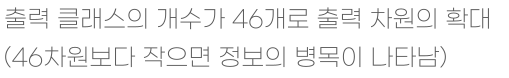 출력 클래스의 개수가 46개로 출력 차원의 확대
(46차원보다 작으면 정보의 병목이 나타남)